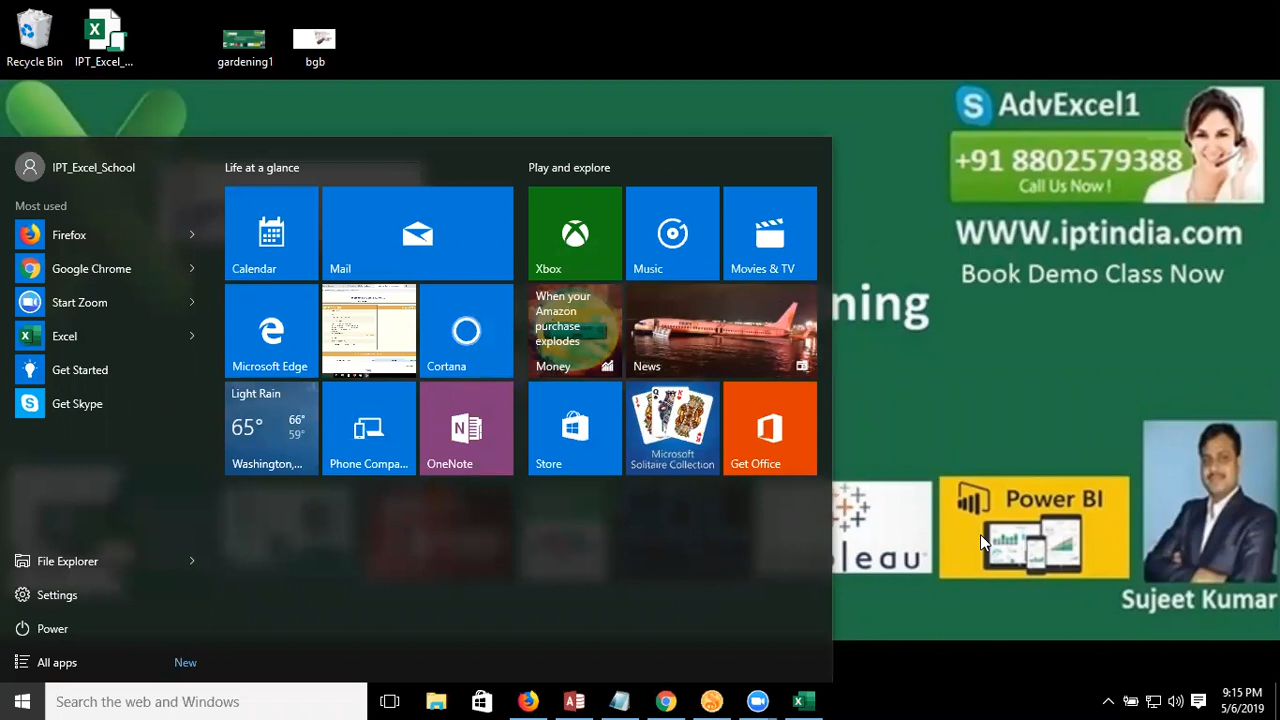 Recycle Bin
IPT_Excel_...
gardening1
bgb
AdvExcel1
+91 8802579388
Call Us Now !
WWW.iptindia.com
Book Demo Class Now
ning
IPT_Excel_School
Most used
Firefox
Google Chrome
Start Zoom
Excel
Get Started
Get Skype
File Explorer
Settings
Power
All apps
New
Life at a glance
Calendar
Mail
Microsoft Edge
Cortana
Light Rain
65°
66°
59°
Washington,...
Phone Compa...
OneNote
Play and explore
Xbox
Music
Movies & TV
When your
Amazon
purchase
explodes
Money
News
Store
Microsoft
Solitaire Collection
Get Office
leau
Power BI
Sujeet Kumar
Search the web and Windows
9:15 PM
5/6/2019